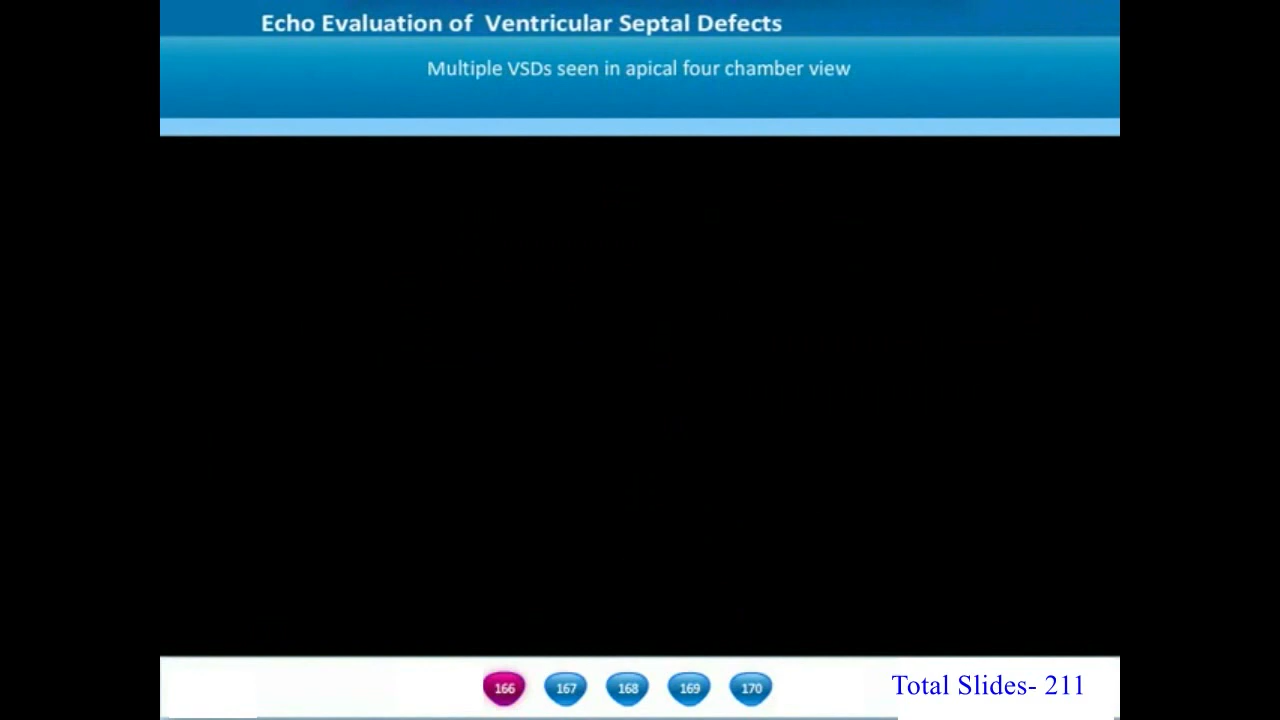 Echo Evaluation of  Ventricular Septal Defects
Multiple VSDs seen in apical four chamber view
166 167 168 169 170 Total Slides- 211